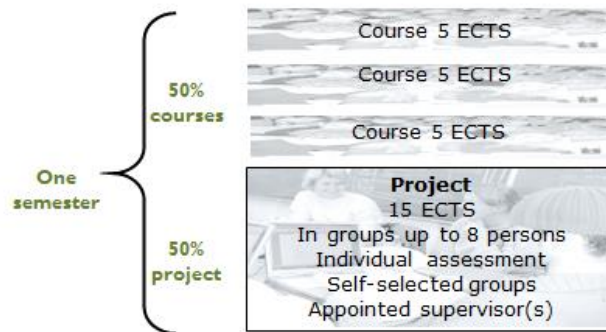 Course 5 ECTS
50%
courses
Course 5 ECTS
Course 5 ECTS
One
semester
50%
project
Project
15 ECTS
In groups up to 8 persons
Individual assessment
Self-selected groups
Appointed supervisor(s)